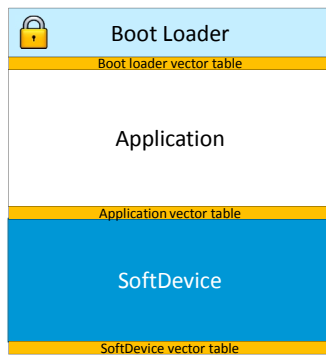 Boot Loader
Boot loader vector table
Application
Application vector table
SoftDevice
SoftDevice vector table